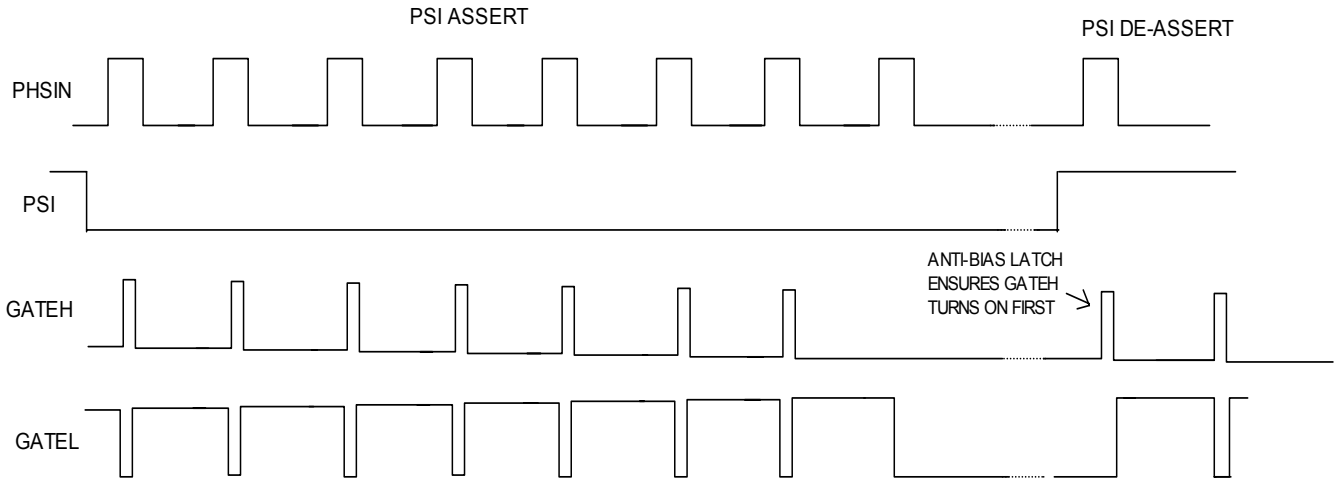 PSI ASSERT
PSI DE-ASSERT
PHSIN
PSI
ANTI-BIAS LATCH
ENSURES GATEH
TURNS ON FIRST
GATEH
GATEL